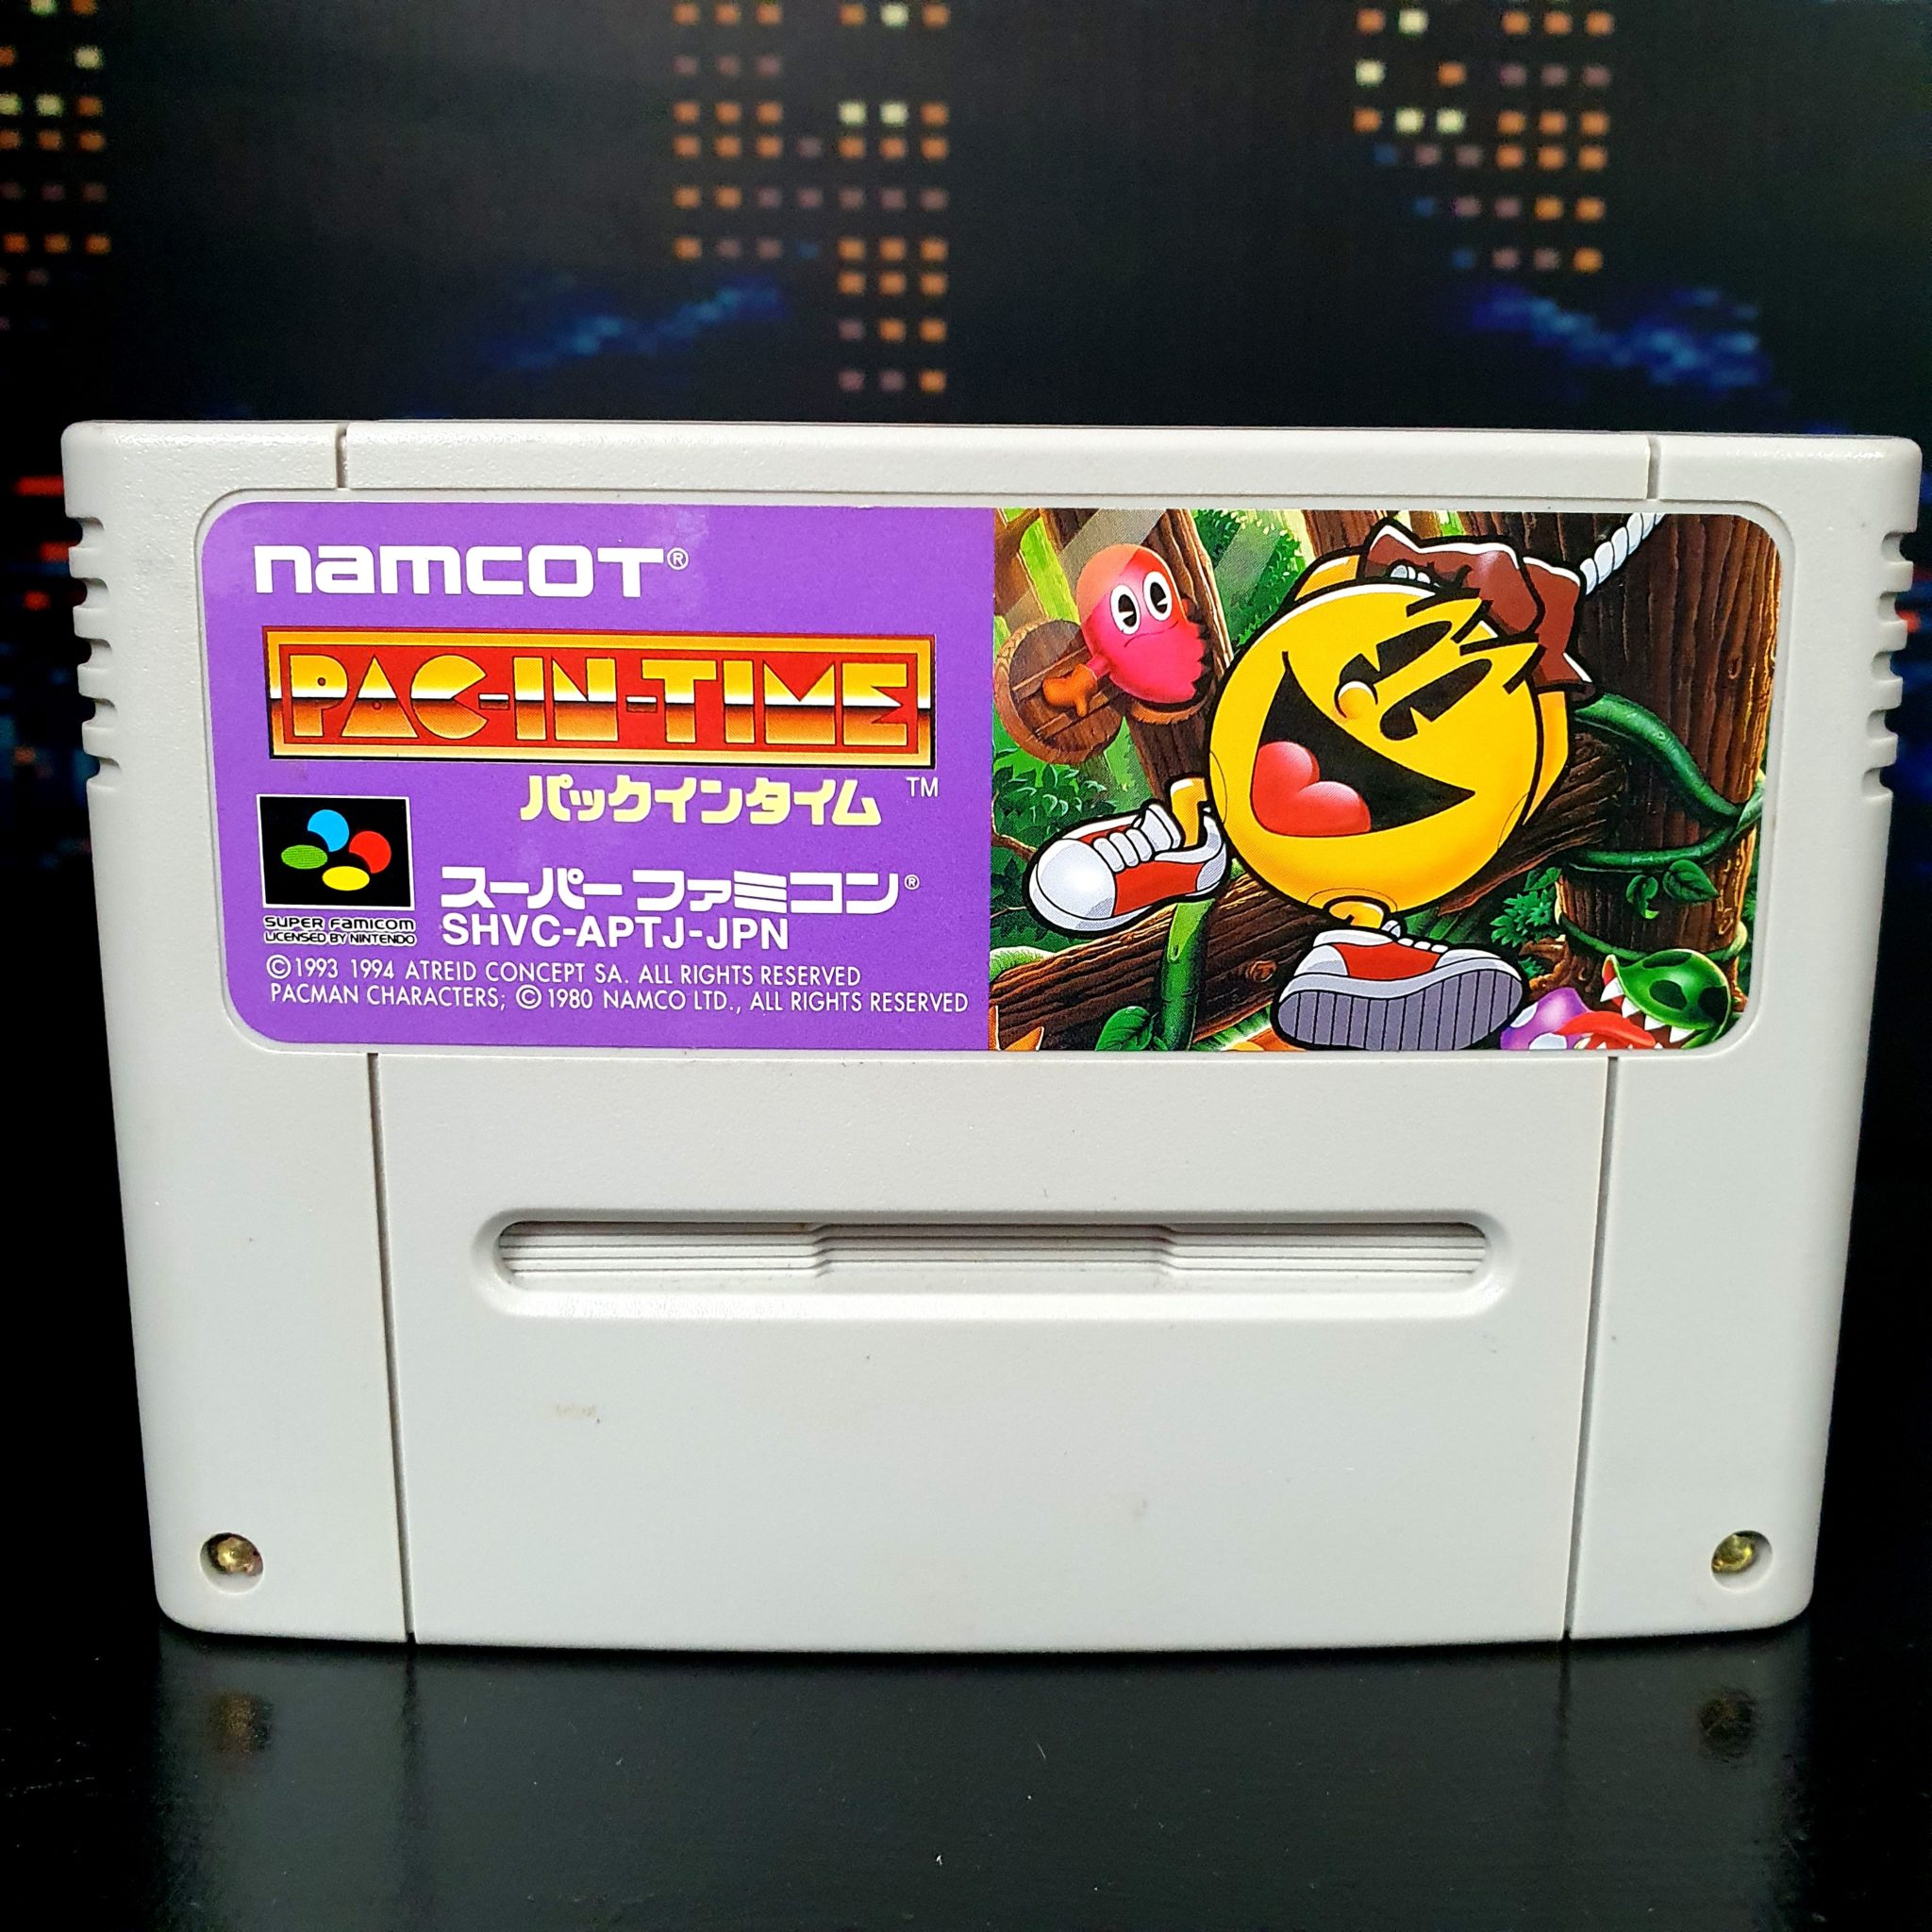 namcoT®
PAC-IN-TIME
パックインタイム ™
スーパーファミコン®
SHVC-APTJ-JPN
SUPER FAMICOM
LICENSED BY NINTENDO
©1993 1994 ATREID CONCEPT SA. ALL RIGHTS RESERVED
PACMAN CHARACTERS; ©1980 NAMCO LTD., ALL RIGHTS RESERVED